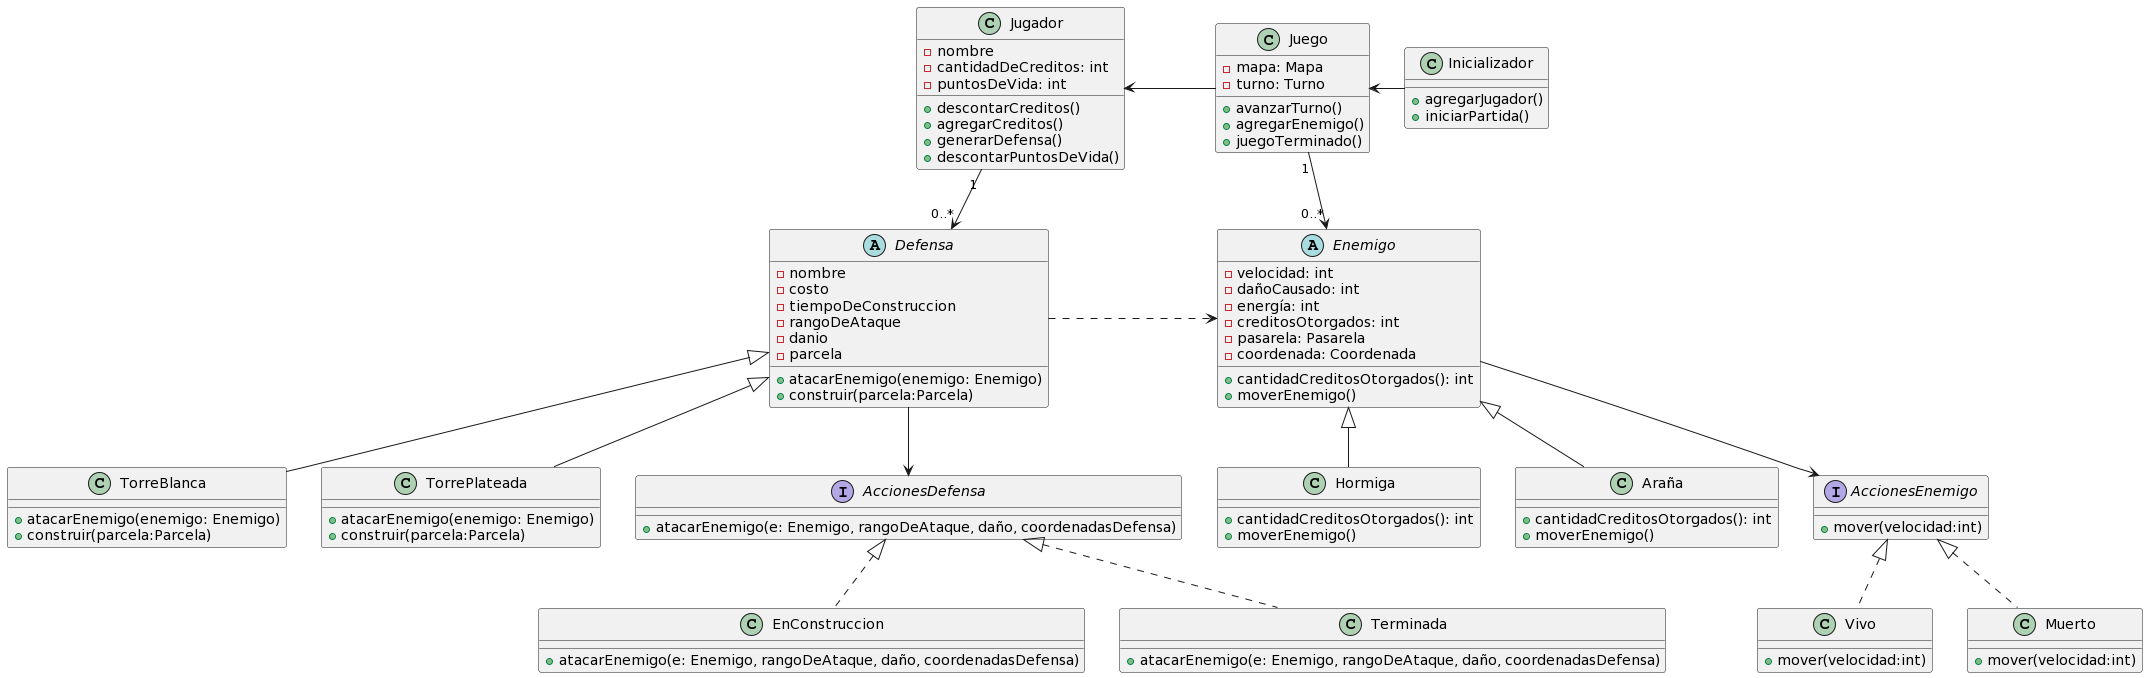 C Jugador
nombre
cantidadDeCreditos: int
puntosDeVida: int
descontarCreditos()
agregarCreditos()
generarDefensa()
descontarPuntosDeVida()
C Juego
mapa: Mapa
turno: Turno
avanzarTurno()
agregarEnemigo()
juegoTerminado()
C Inicializador
agregarJugador()
iniciarPartida()
1
0..*
1
0..*
A Defensa
nombre
costo
tiempoDeConstruccion
rangoDeAtaque
danio
parcela
atacarEnemigo(enemigo: Enemigo)
construir(parcela:Parcela)
A Enemigo
velocidad: int
dañoCausado: int
energía: int
creditosOtorgados: int
pasarela: Pasarela
coordenada: Coordenada
cantidadCreditosOtorgados(): int
moverEnemigo()
C TorreBlanca
atacarEnemigo(enemigo: Enemigo)
construir(parcela:Parcela)
C TorrePlateada
atacarEnemigo(enemigo: Enemigo)
construir(parcela:Parcela)
I AccionesDefensa
atacarEnemigo(e: Enemigo, rangoDeAtaque, daño, coordenadasDefensa)
C Hormiga
cantidadCreditosOtorgados(): int
moverEnemigo()
C Araña
cantidadCreditosOtorgados(): int
moverEnemigo()
I AccionesEnemigo
mover(velocidad:int)
C EnConstruccion
atacarEnemigo(e: Enemigo, rangoDeAtaque, daño, coordenadasDefensa)
C Terminada
atacarEnemigo(e: Enemigo, rangoDeAtaque, daño, coordenadasDefensa)
C Vivo
mover(velocidad:int)
C Muerto
mover(velocidad:int)